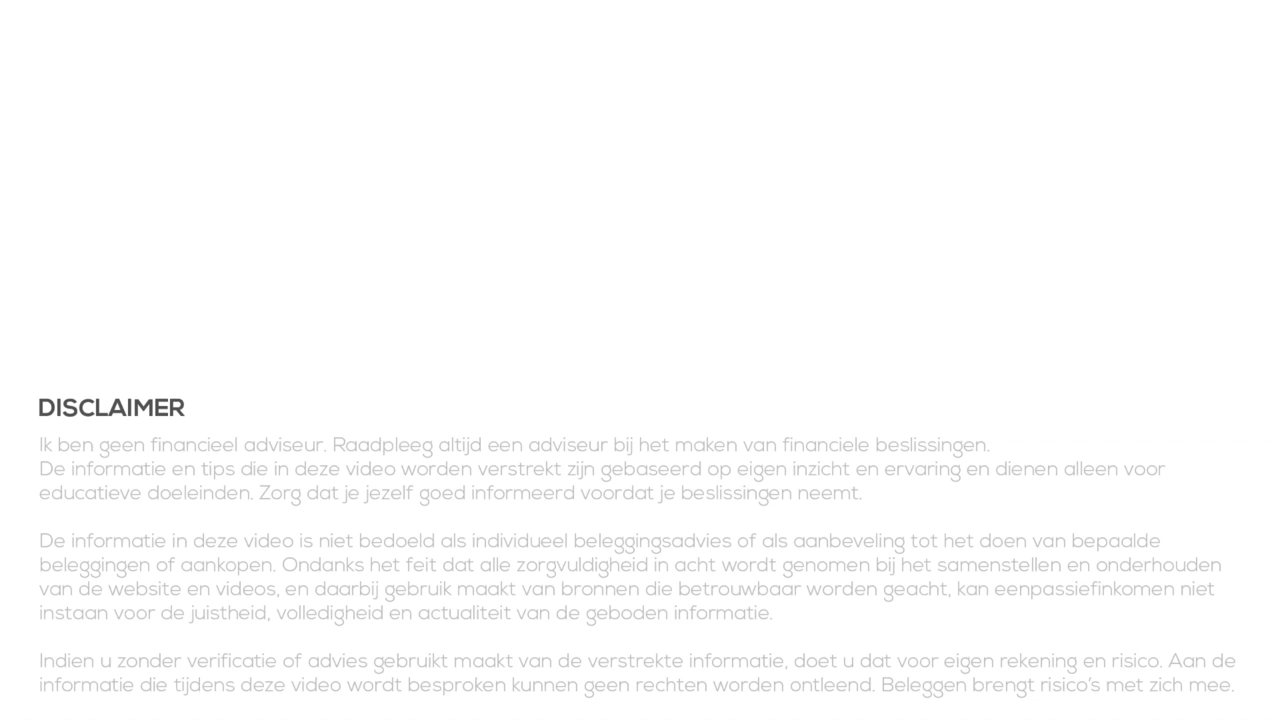 DISCLAIMER
Ik ben geen financieel adviseur. Raadpleeg altijd een adviseur bij het maken van financiele beslissingen.
De informatie en tips die in deze video worden verstrekt zijn gebaseerd op eigen inzicht en ervaring en dienen alleen voor
educatieve doeleinden. Zorg dat je jezelf goed informeerd voordat je beslissingen neemt.
De informatie in deze video is niet bedoeld als individueel beleggingsadvies of als aanbeveling tot het doen van bepaalde
beleggingen of aankopen. Ondanks het feit dat alle zorgvuldigheid in acht wordt genomen bij het samenstellen en onderhouden
van de website en videos, en daarbij gebruik maakt van bronnen die betrouwbaar worden geacht, kan eenpassiefinkomen niet
instaan voor de juistheid, volledigheid en actualiteit van de geboden informatie.
Indien u zonder verificatie of advies gebruikt maakt van de verstrekte informatie, doet u dat voor eigen rekening en risico. Aan de
informatie die tijdens deze video wordt besproken kunnen geen rechten worden ontleend. Beleggen brengt risico's met zich mee.